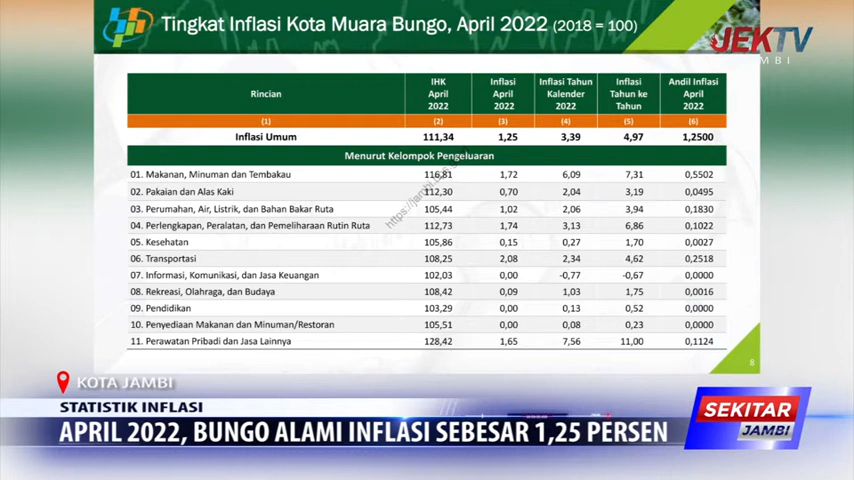 Tingkat Inflasi Kota Muara Bungo, April 2022 (2018 = 100)
JEKTV
JAMBI
Rincian IHK April 2022 Inflasi April 2022 Inflasi Tahun Kalender 2022 Inflasi Tahun ke Tahun Andil Inflasi April 2022
(1) (2) (3) (4) (5) (6)
Inflasi Umum 111,34 1,25 3,39 4,97 1,2500
Menurut Kelompok Pengeluaran
01. Makanan, Minuman dan Tembakau 116,81 1,72 6,09 7,31 0,5502
02. Pakaian dan Alas Kaki 112,30 0,70 2,04 3,19 0,0495
03. Perumahan, Air, Listrik, dan Bahan Bakar Ruta 105,44 1,02 2,06 3,94 0,1830
04. Perlengkapan, Peralatan, dan Pemeliharaan Rutin Ruta 112,73 1,74 3,13 6,86 0,1022
05. Kesehatan 105,86 0,15 0,27 1,70 0,0027
06. Transportasi 108,25 2,08 2,34 4,62 0,2518
07. Informasi, Komunikasi, dan Jasa Keuangan 102,03 0,00 -0,77 -0,67 0,0000
08. Rekreasi, Olahraga, dan Budaya 108,42 0,09 1,03 1,75 0,0016
09. Pendidikan 103,29 0,00 0,13 0,52 0,0000
10. Penyediaan Makanan dan Minuman/Restoran 105,51 0,00 0,08 0,23 0,0000
11. Perawatan Pribadi dan Jasa Lainnya 128,42 1,65 7,56 11,00 0,1124
8
KOTA JAMBI
STATISTIK INFLASI
APRIL 2022, BUNGO ALAMI INFLASI SEBESAR 1,25 PERSEN
SEKITAR
JAMBI